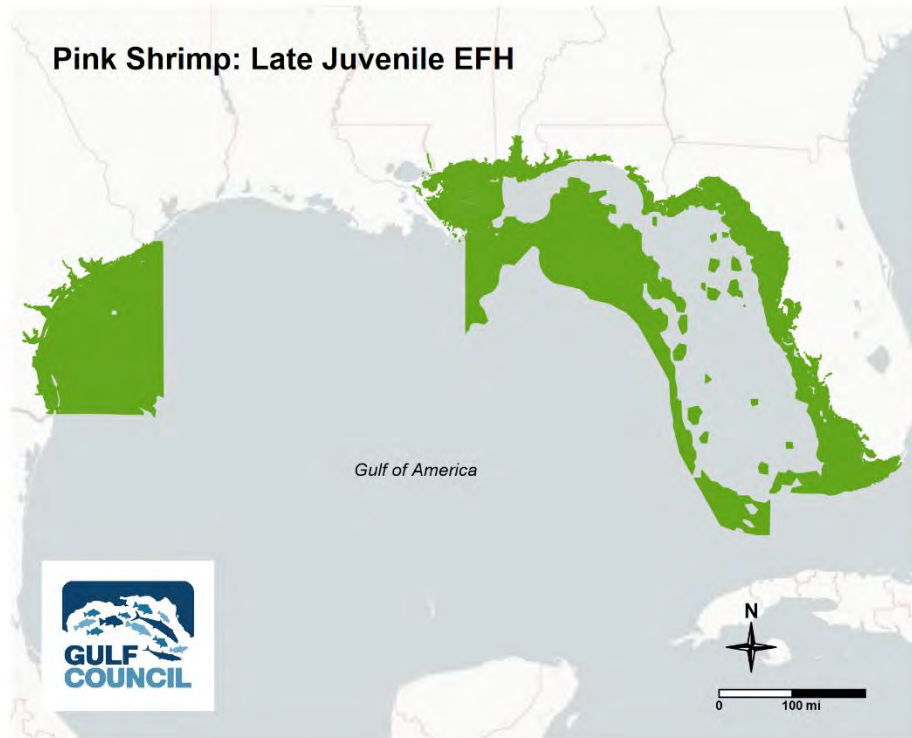 Pink Shrimp: Late Juvenile EFH
Gulf of America
GULF
COUNCIL
N
0 100 mi